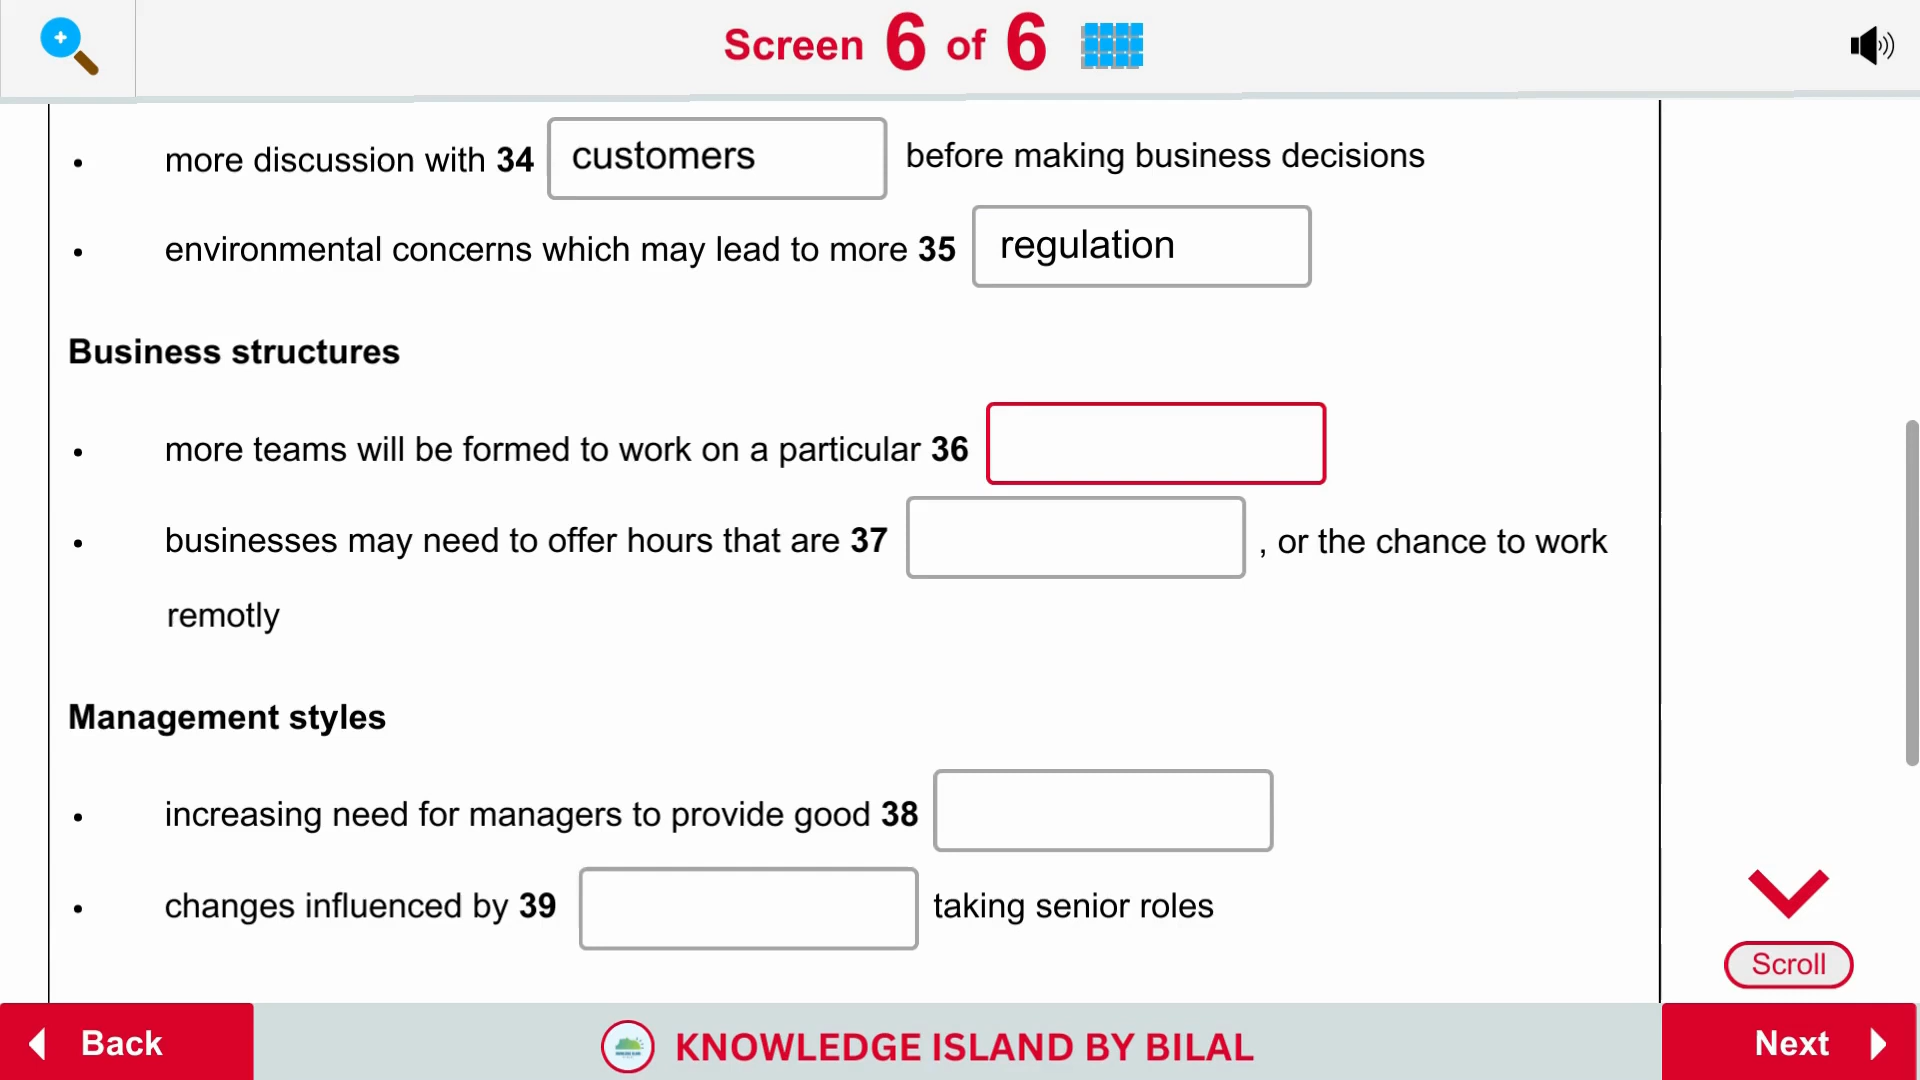 Screen 6 of 6
• more discussion with 34 customers before making business decisions
• environmental concerns which may lead to more 35 regulation
Business structures
• more teams will be formed to work on a particular 36
• businesses may need to offer hours that are 37 , or the chance to work
remotly
Management styles
• increasing need for managers to provide good 38
• changes influenced by 39 taking senior roles
Scroll
Back
KNOWLEDGE ISLAND BY BILAL
Next